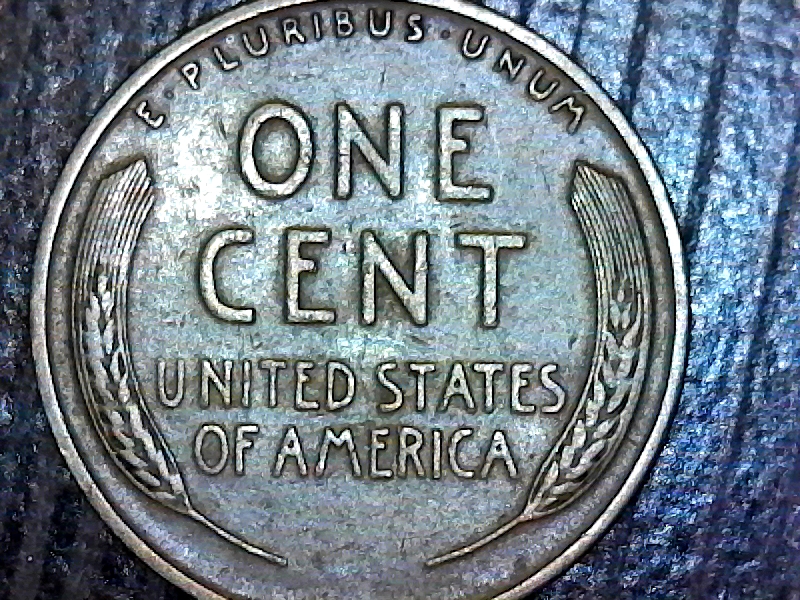 E·PLURIBUS·UNUM
ONE
CENT
UNITED STATES
OF AMERICA